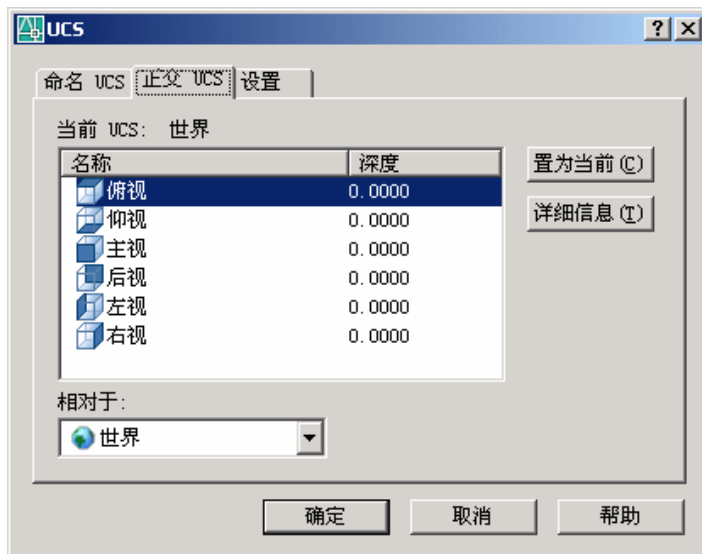 UCS
命名 UCS 正交 UCS 设置
当前 UCS: 世界
名称 深度
俯视 0.0000
仰视 0.0000
主视 0.0000
后视 0.0000
左视 0.0000
右视 0.0000
置为当前(C)
详细信息(T)
相对于:
世界
确定 取消 帮助